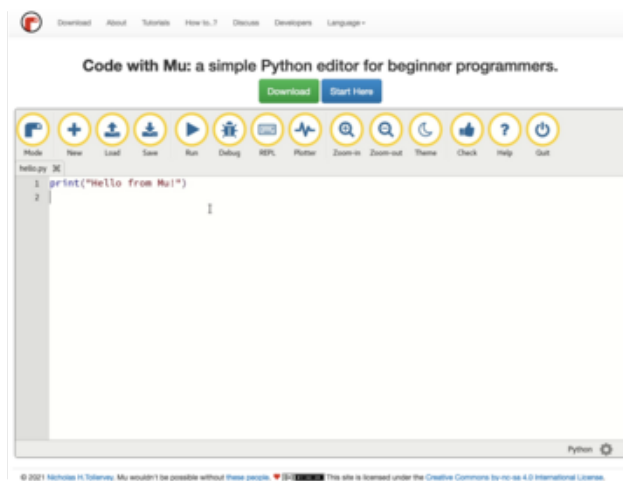 Download About Tutorials How to..? Discuss Developers Language
Code with Mu: a simple Python editor for beginner programmers.
Download Start Here
Mode New Load Save Run Debug REPL Plotter Zoom-in Zoom-out Theme Check Help Quit
hello.py
1 print("Hello from Mu!")
2
Python
© 2021 Nicholas H.Tollervey. Mu wouldn't be possible without these people. This site is licensed under the Creative Commons by-nc-sa 4.0 International License.